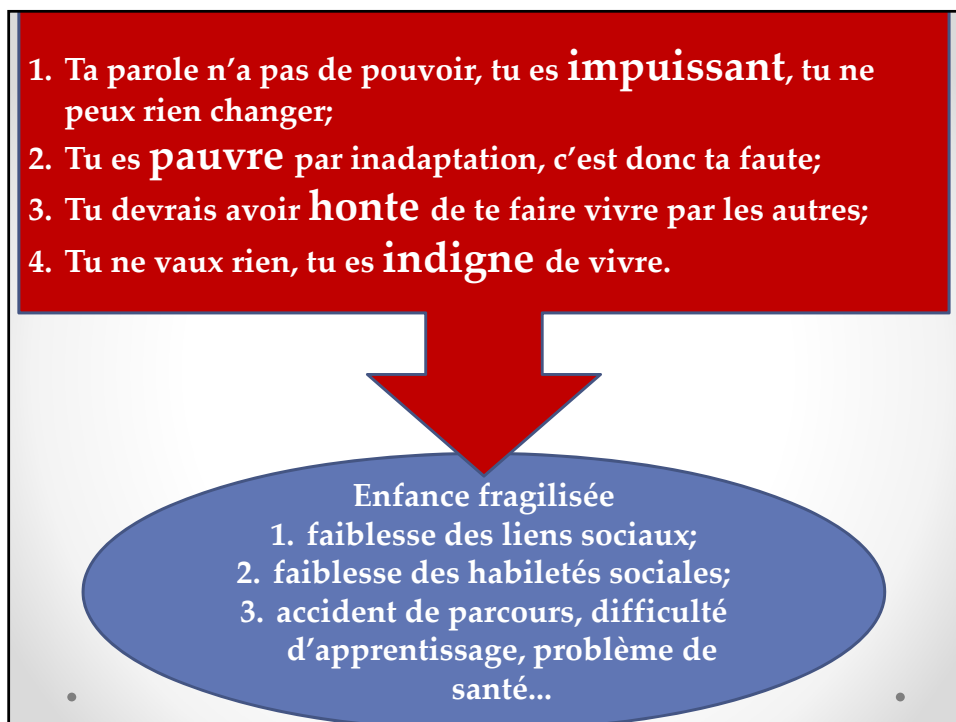 1. Ta parole n'a pas de pouvoir, tu es impuissant, tu ne
peux rien changer;
2. Tu es pauvre par inadaptation, c'est donc ta faute;
3. Tu devrais avoir honte de te faire vivre par les autres;
4. Tu ne vaux rien, tu es indigne de vivre.
Enfance fragilisée
1. faiblesse des liens sociaux;
2. faiblesse des habiletés sociales;
3. accident de parcours, difficulté
d'apprentissage, problème de
santé...